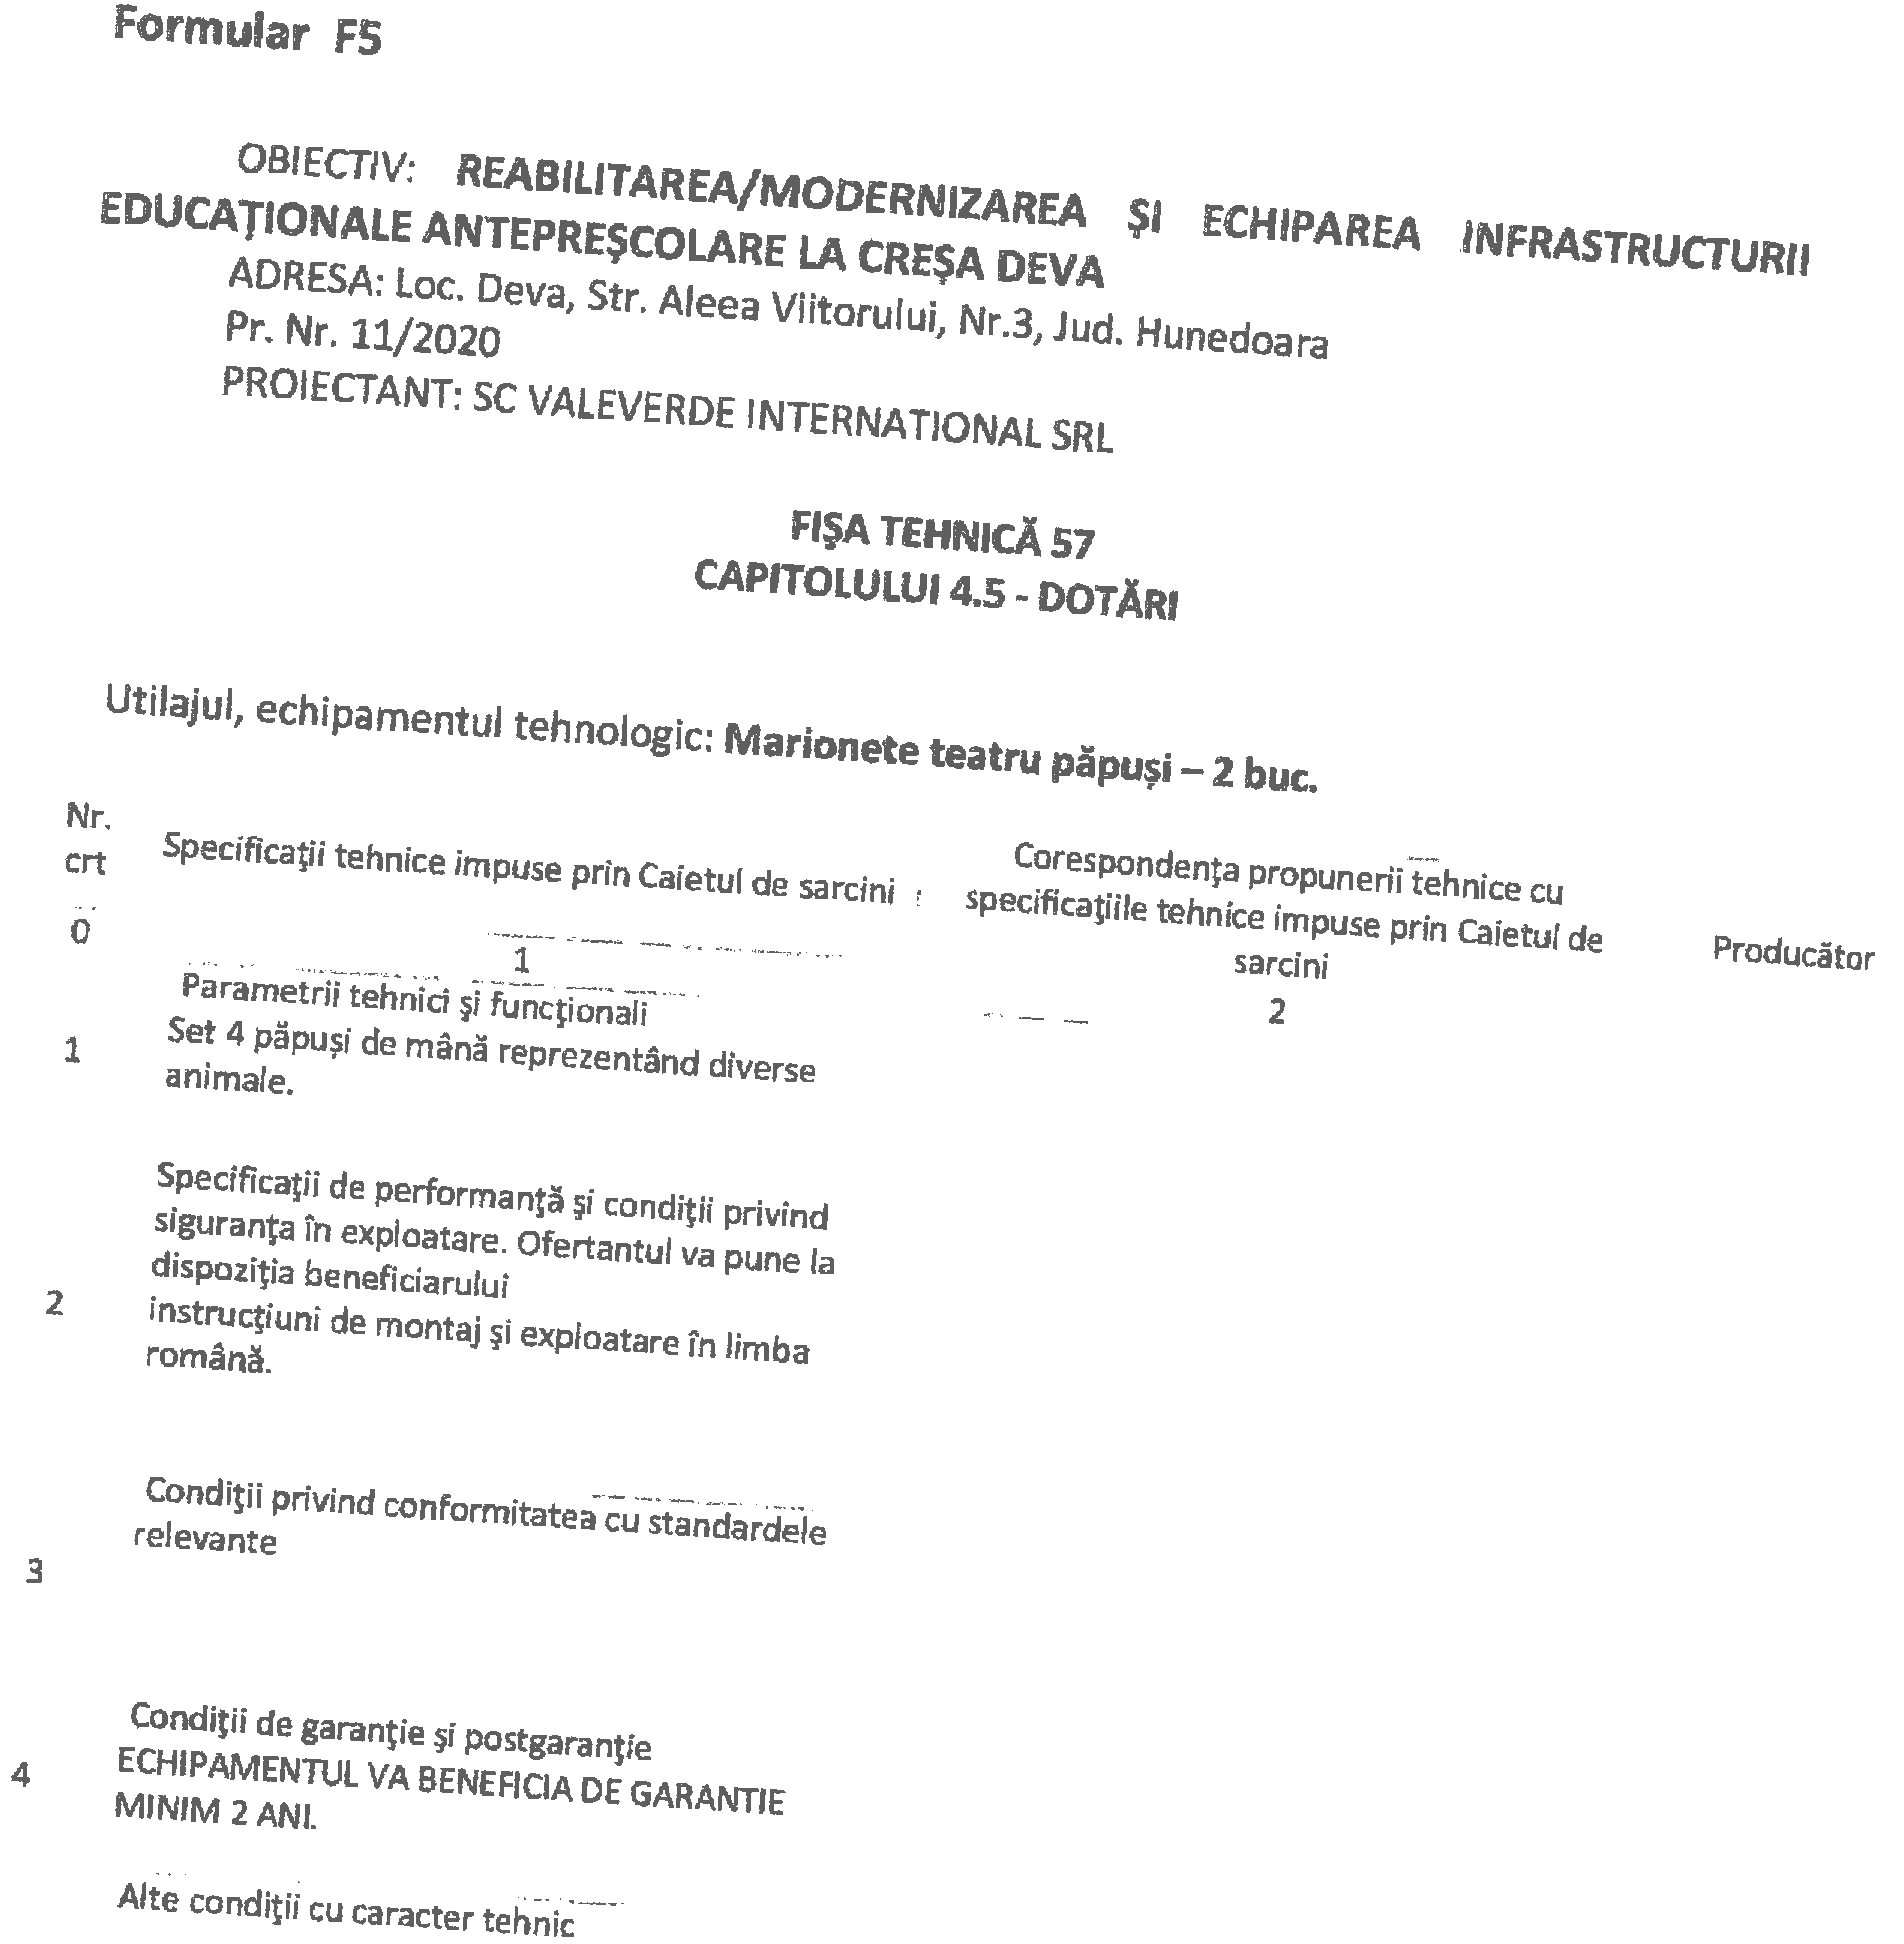 Formular F5
OBIECTIV: REABILITAREA/MODERNIZAREA ŞI ECHIPAREA INFRASTRUCTURII
EDUCAȚIONALE ANTEPREŞCOLARE LA CREŞA DEVA
ADRESA: Loc. Deva, Str. Aleea Viitorului, Nr.3, Jud. Hunedoara
Pr. Nr. 11/2020
PROIECTANT: SC VALEVERDE INTERNATIONAL SRL
FIŞA TEHNICĂ 57
CAPITOLULUI 4.5 - DOTĂRI
Utilajul, echipamentul tehnologic: Marionete teatru păpuși – 2 buc.
Nr.
crt
Specificaţii tehnice impuse prin Caietul de sarcini
Corespondenţa propunerii tehnice cu
specificaţiile tehnice impuse prin Caietul de
sarcini
Producător
0
1
2
Parametrii tehnici şi funcţionali
1
Set 4 păpuși de mână reprezentând diverse
animale.
Specificaţii de performanţă şi condiţii privind
siguranţa în exploatare. Ofertantul va pune la
dispoziţia beneficiarului
2
instrucţiuni de montaj şi exploatare în limba
română.
Condiţii privind conformitatea cu standardele
relevante
3
Condiţii de garanţie şi postgaranţie
4
ECHIPAMENTUL VA BENEFICIA DE GARANTIE
MINIM 2 ANI.
Alte condiţii cu caracter tehnic